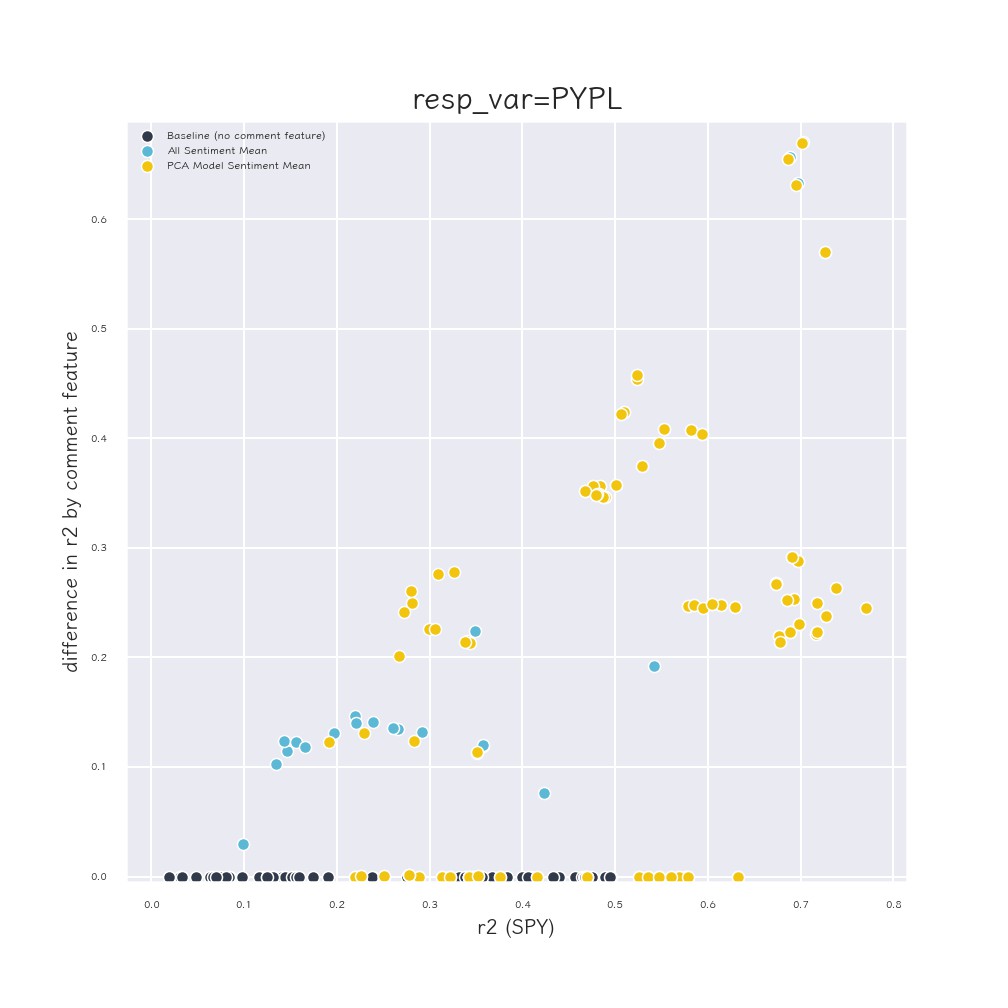 resp_var=PYPL
Baseline (no comment feature)
All Sentiment Mean
PCA Model Sentiment Mean
difference in r2 by comment feature
0.6
0.5
0.4
0.3
0.2
0.1
0.0
0.0 0.1 0.2 0.3 0.4 0.5 0.6 0.7 0.8
r2 (SPY)